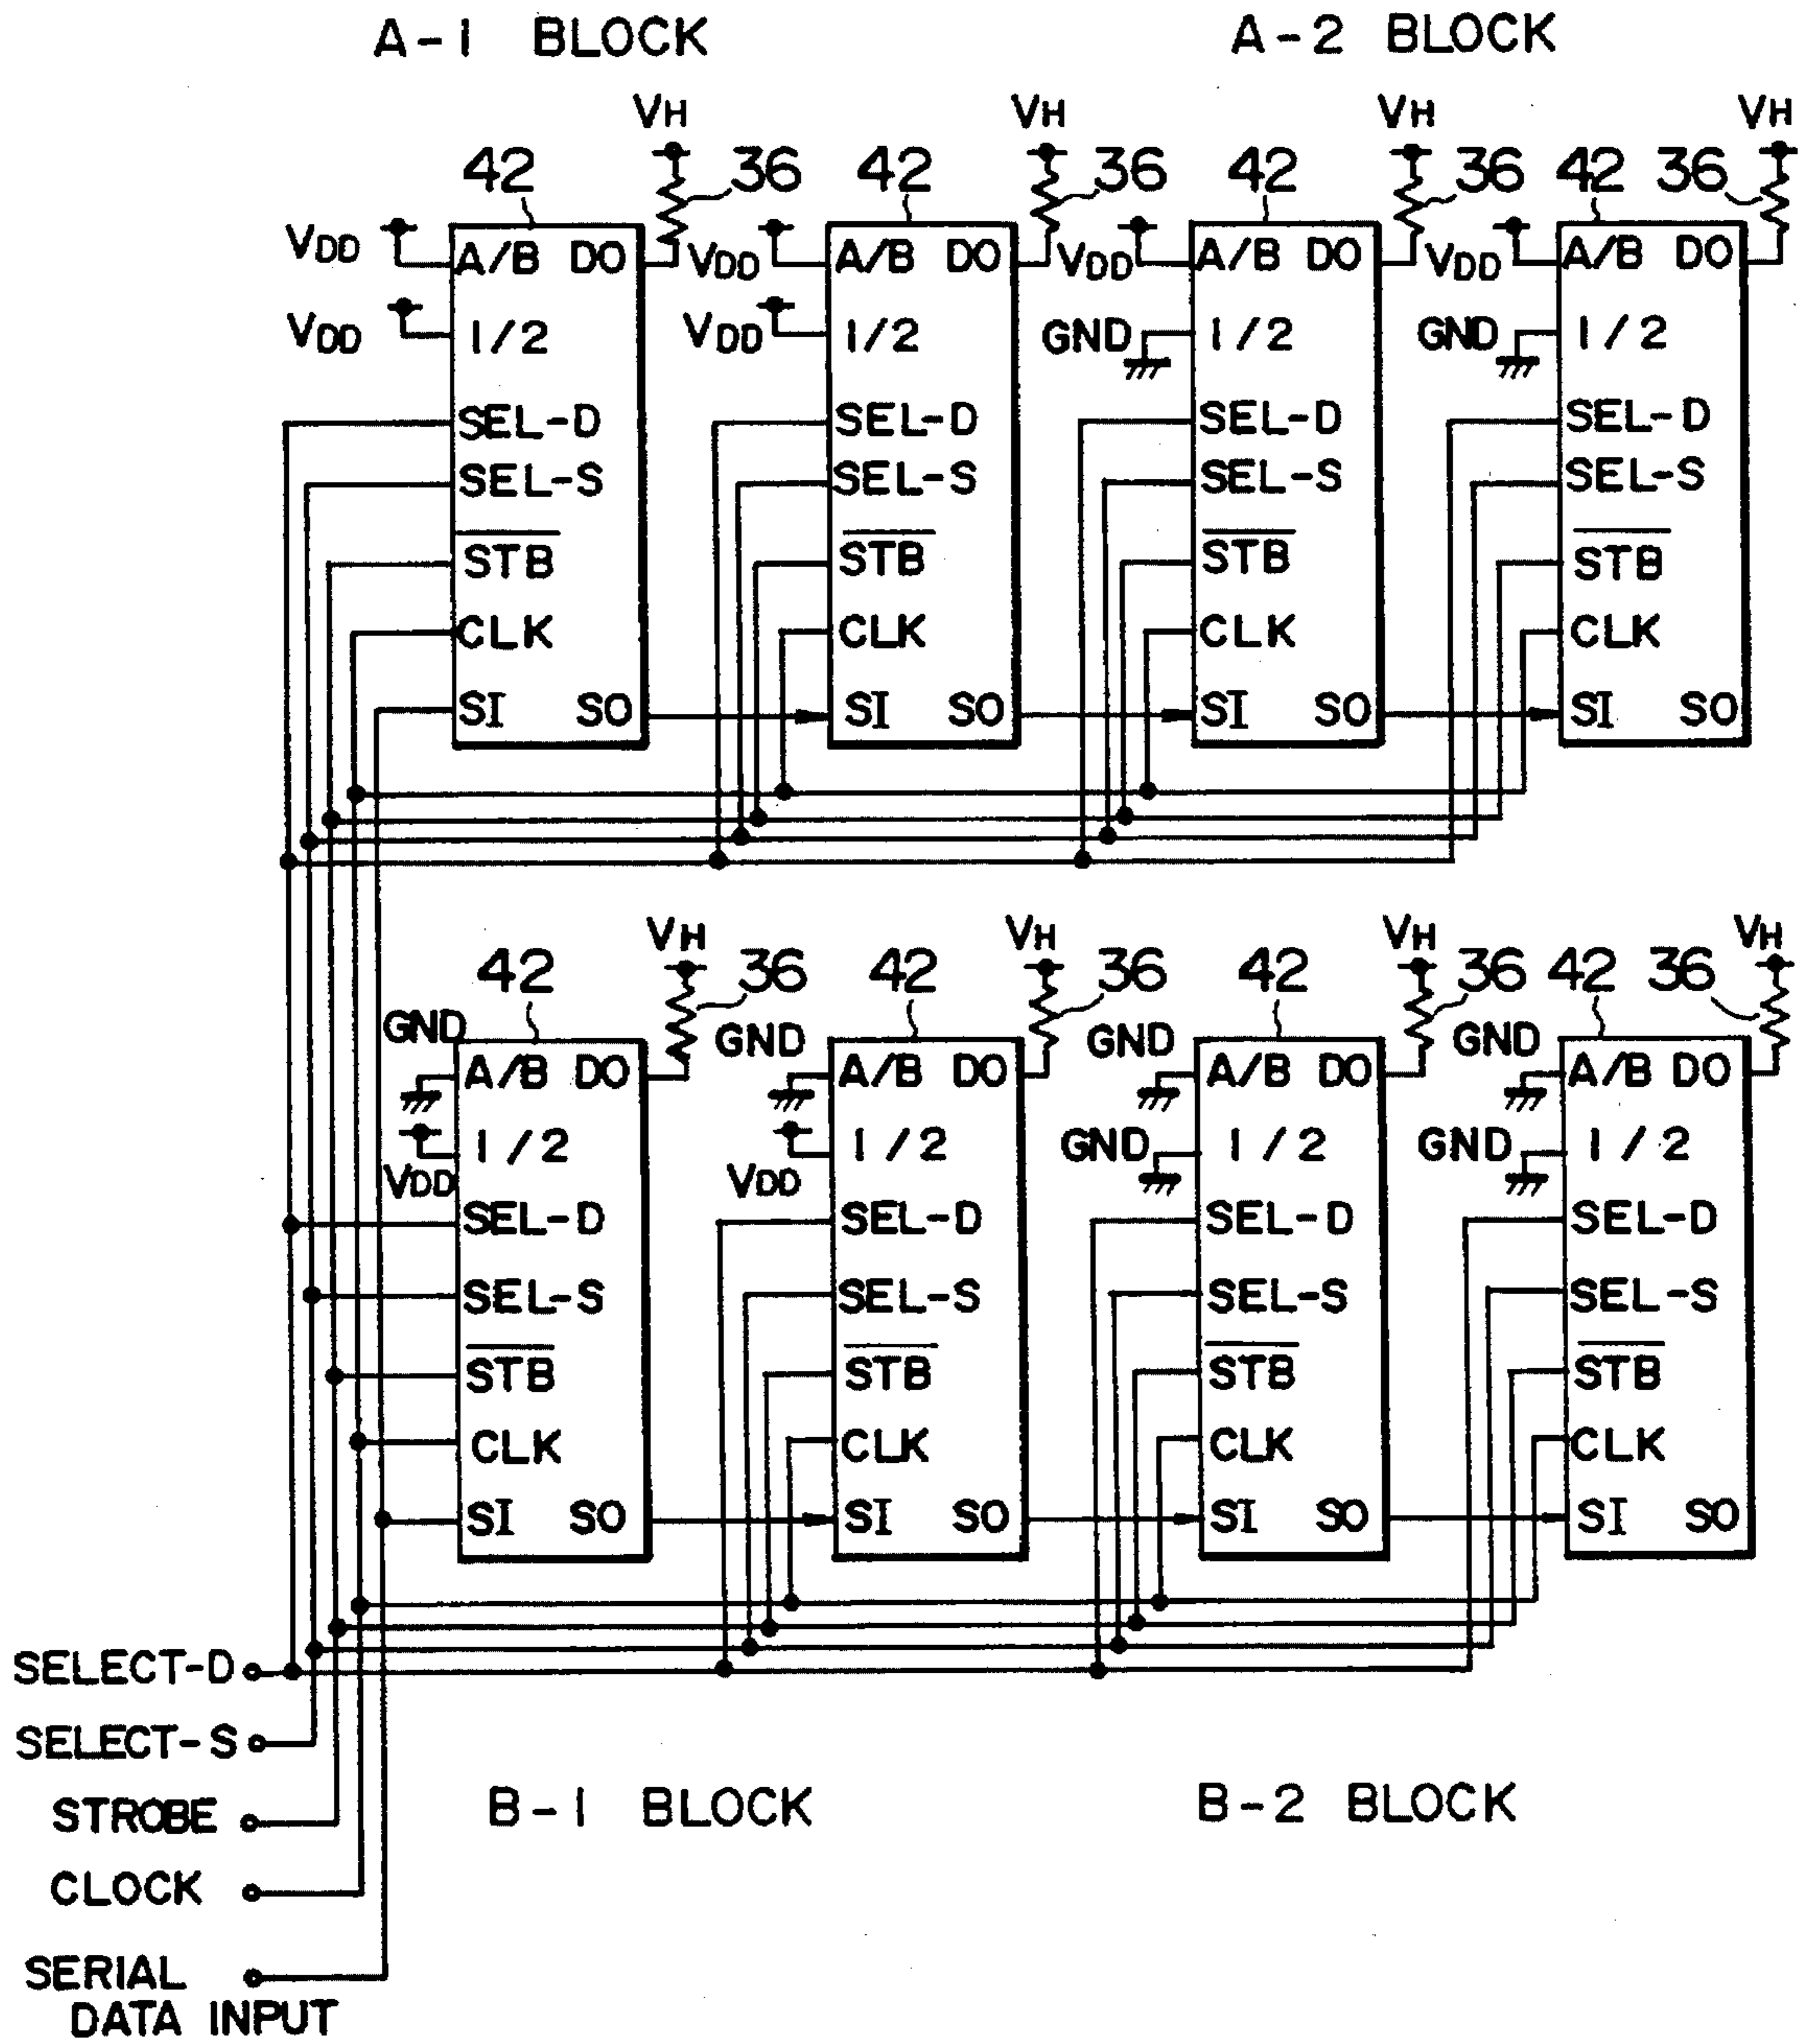 A-1 BLOCK A-2 BLOCK
VH VH VH VH
42 36 42 36 42 36 42 36
VDD A/B DO VDD A/B DO VDD A/B DO VDD A/B DO
VDD 1/2 VDD 1/2 GND 1/2 GND 1/2
SEL-D SEL-D SEL-D SEL-D
SEL-S SEL-S SEL-S SEL-S
STB STB STB STB
CLK CLK CLK CLK
SI SO SI SO SI SO SI SO
VH VH VH VH
42 36 42 36 42 36 42 36
GND GND GND GND
A/B DO A/B DO A/B DO A/B DO
1/2 1/2 GND 1/2 GND 1/2
VDD VDD
SEL-D SEL-D SEL-D SEL-D
SEL-S SEL-S SEL-S SEL-S
STB STB STB STB
CLK CLK CLK CLK
SI SO SI SO SI SO SI SO
SELECT-D
SELECT-S
STROBE B-1 BLOCK B-2 BLOCK
CLOCK
SERIAL
DATA INPUT